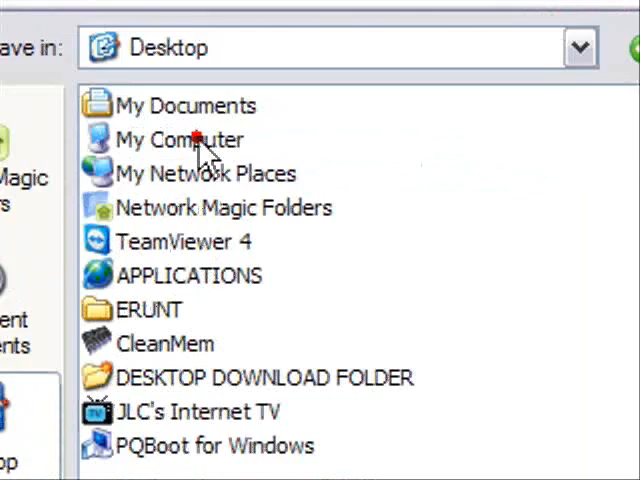 ave in: Desktop
My Documents
My Computer
My Network Places
Magic
rs
Network Magic Folders
TeamViewer 4
APPLICATIONS
ERUNT
ent
nts
CleanMem
DESKTOP DOWNLOAD FOLDER
JLC's Internet TV
PQBoot for Windows
op